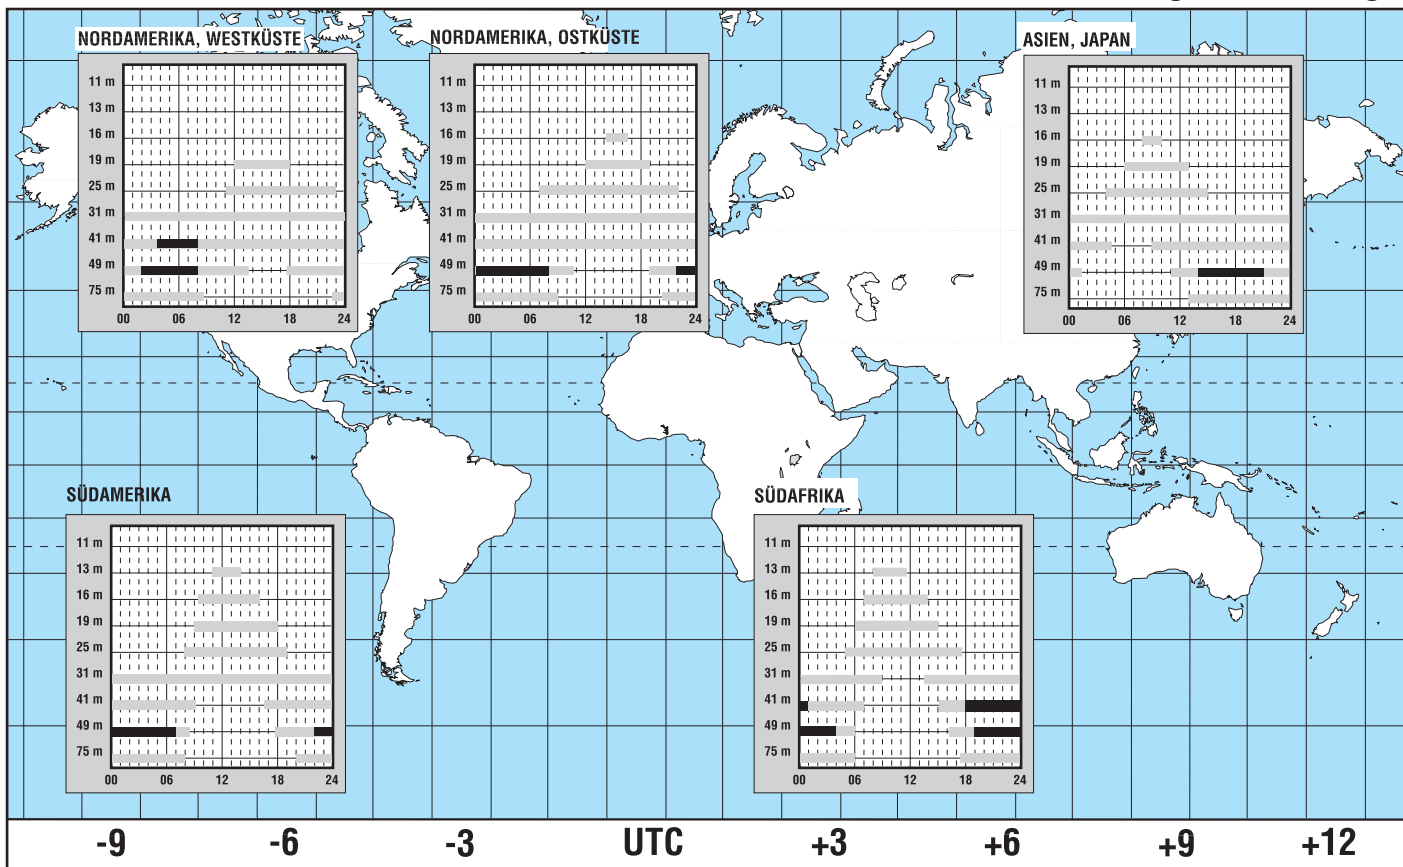 NORDAMERIKA, WESTKÜSTE
11 m
13 m
16 m
19 m
25 m
31 m
41 m
49 m
75 m
00 06 12 18 24
NORDAMERIKA, OSTKÜSTE
11 m
13 m
16 m
19 m
25 m
31 m
41 m
49 m
75 m
00 06 12 18 24
ASIEN, JAPAN
11 m
13 m
16 m
19 m
25 m
31 m
41 m
49 m
75 m
00 06 12 18 24
SÜDAMERIKA
11 m
13 m
16 m
19 m
25 m
31 m
41 m
49 m
75 m
00 06 12 18 24
SÜDAFRIKA
11 m
13 m
16 m
19 m
25 m
31 m
41 m
49 m
75 m
00 06 12 18 24
-9 -6 -3 UTC +3 +6 +9 +12